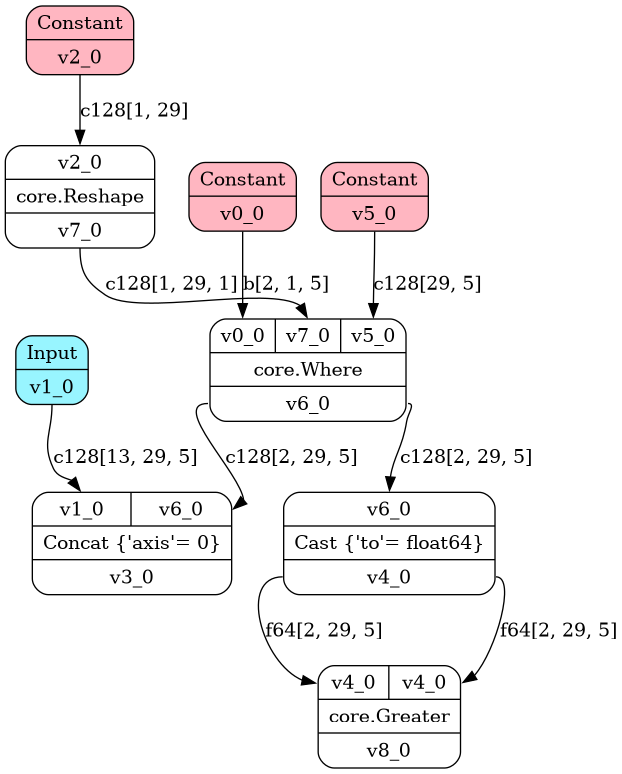 Constant
v2_0
c128[1, 29]
v2_0
core.Reshape
v7_0
Constant
v0_0
Constant
v5_0
c128[1, 29, 1]
b[2, 1, 5]
c128[29, 5]
Input
v1_0
v0_0 v7_0 v5_0
core.Where
v6_0
c128[13, 29, 5]
c128[2, 29, 5]
c128[2, 29, 5]
v1_0 v6_0
Concat {'axis'= 0}
v3_0
v6_0
Cast {'to'= float64}
v4_0
f64[2, 29, 5]
f64[2, 29, 5]
v4_0 v4_0
core.Greater
v8_0